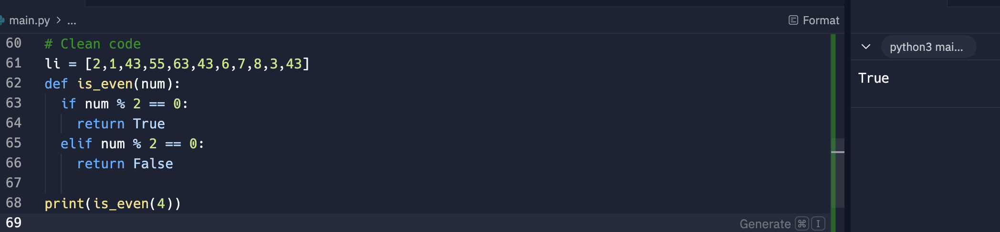 main.py > ...
Format
60 # Clean code
61 li = [2,1,43,55,63,43,6,7,8,3,43]
62 def is_even(num):
63   if num % 2 == 0:
64     return True
65   elif num % 2 == 0:
66     return False
67
68 print(is_even(4))
69
Generate ⌘ I
python3 mai...
True